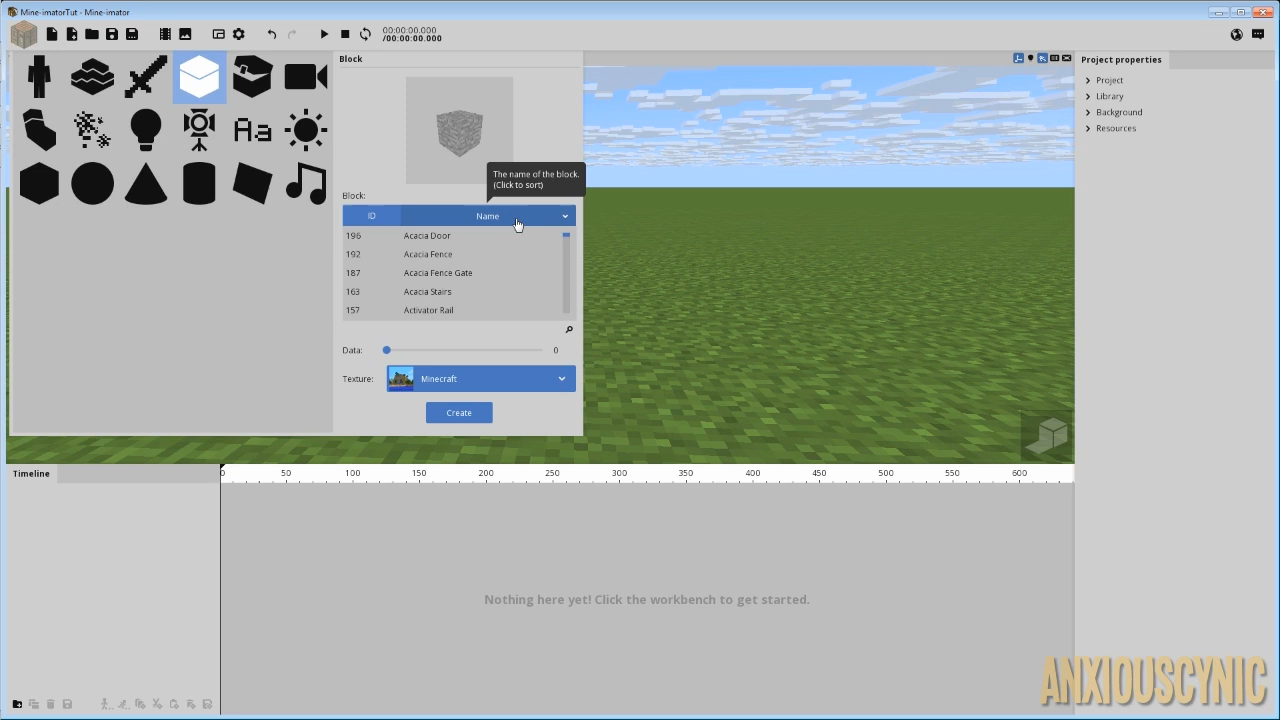 Mine-imatorTut - Mine-imator
00:00:00.000
/00:00:00.000
Block
Project properties
Project
Library
Background
Resources
Aa
The name of the block.
(Click to sort)
Block:
ID Name
196 Acacia Door
192 Acacia Fence
187 Acacia Fence Gate
163 Acacia Stairs
157 Activator Rail
Data: 0
Texture: Minecraft
Create
Timeline
0 50 100 150 200 250 300 350 400 450 500 550 600
Nothing here yet! Click the workbench to get started.
ANXIOUSCYNIC